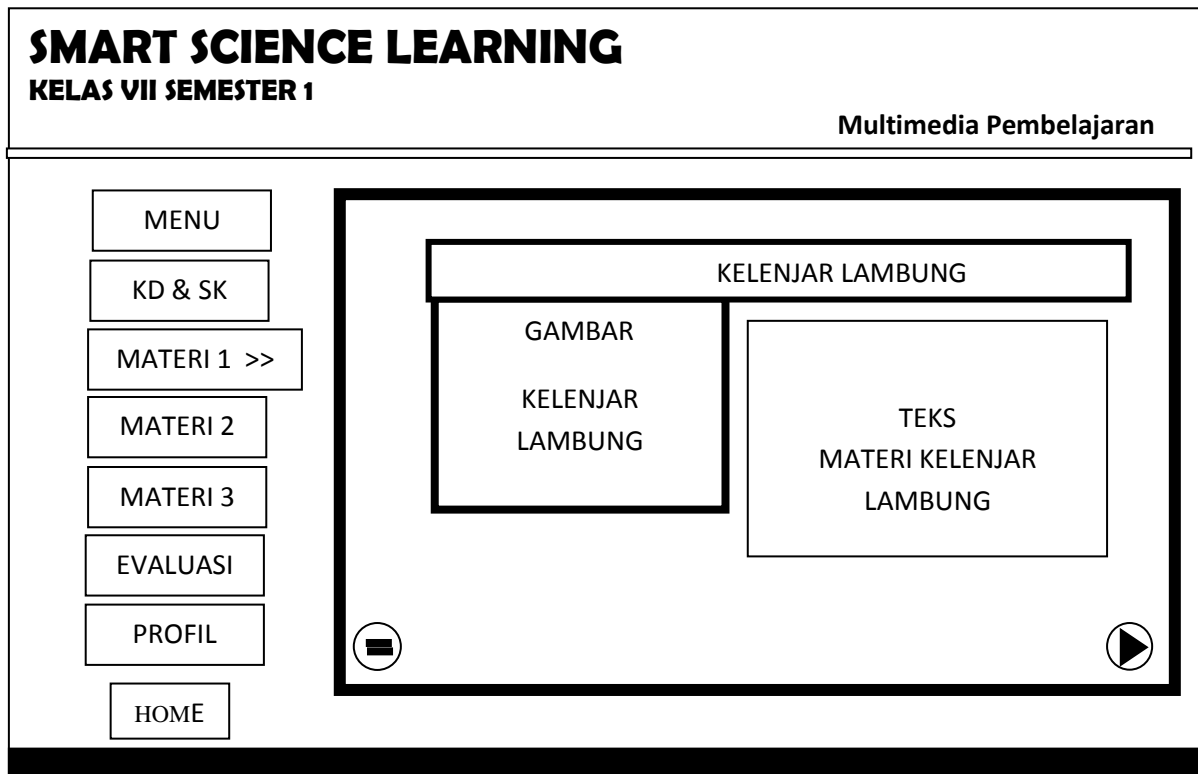 SMART SCIENCE LEARNING
KELAS VII SEMESTER 1
Multimedia Pembelajaran
MENU
KD & SK
MATERI 1 >>
MATERI 2
MATERI 3
EVALUASI
PROFIL
HOME
KELENJAR LAMBUNG
GAMBAR
KELENJAR
LAMBUNG
TEKS
MATERI KELENJAR
LAMBUNG